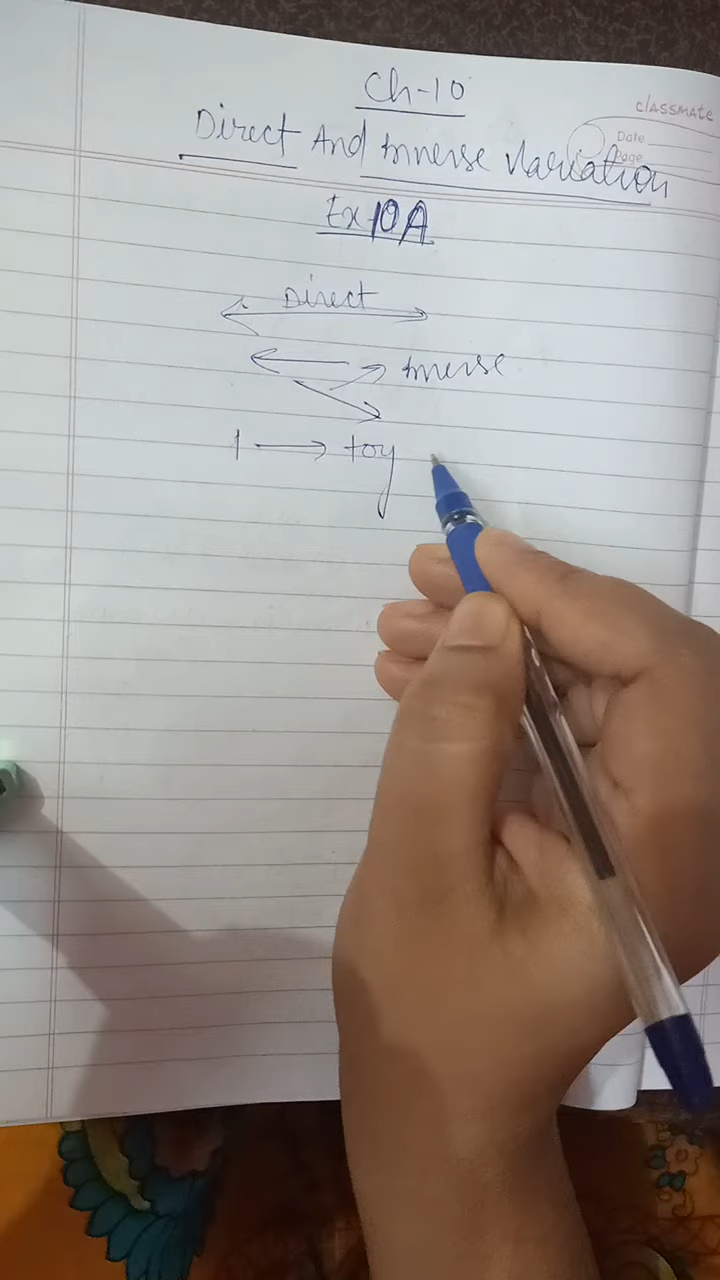 Ch-10
classmate
Date
Page
Direct And Inverse Variation
Ex 10A
Direct
Inverse
1 → toy